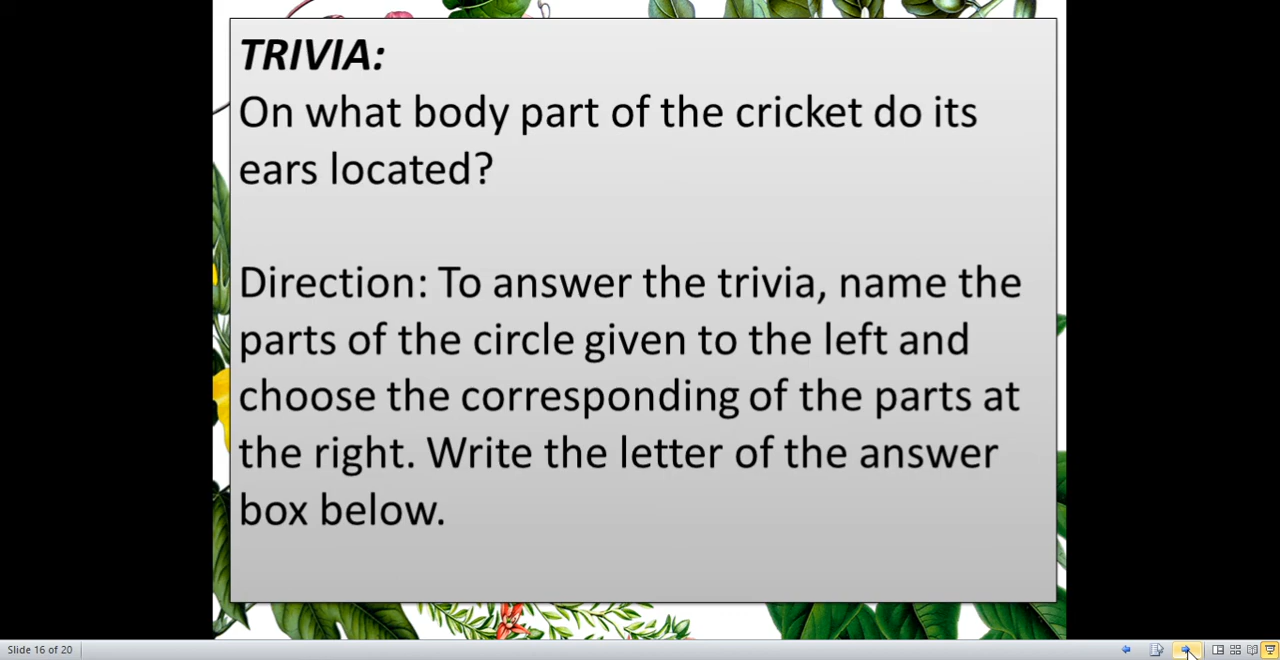 TRIVIA:
On what body part of the cricket do its
ears located?
Direction: To answer the trivia, name the
parts of the circle given to the left and
choose the corresponding of the parts at
the right. Write the letter of the answer
box below.
Slide 16 of 20